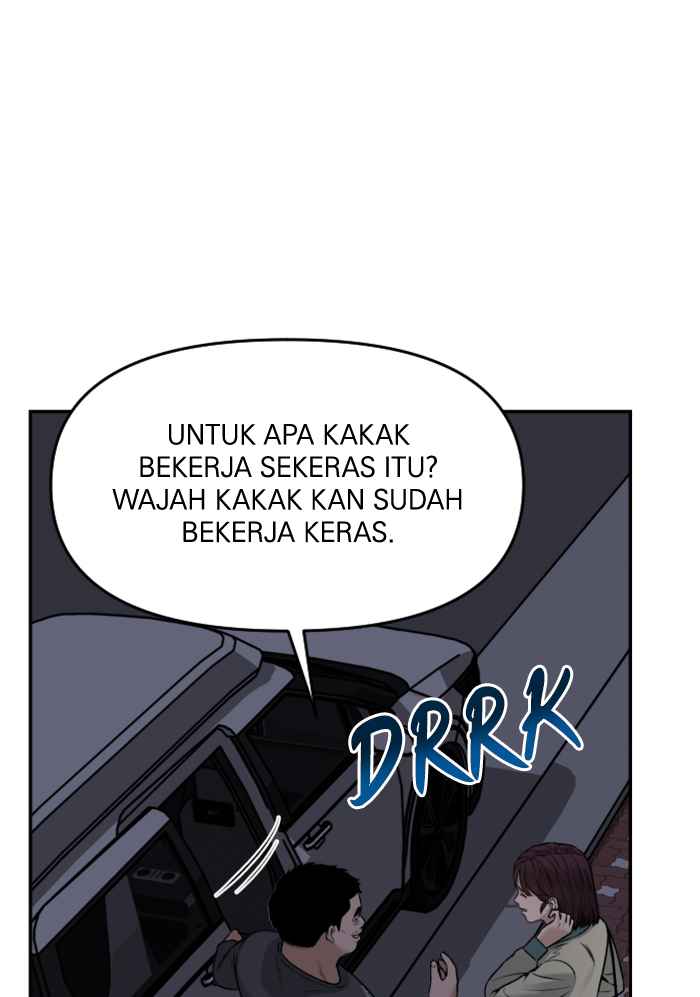 UNTUK APA KAKAK
BEKERJA SEKERAS ITU?
WAJAH KAKAK KAN SUDAH
BEKERJA KERAS.
DRRK